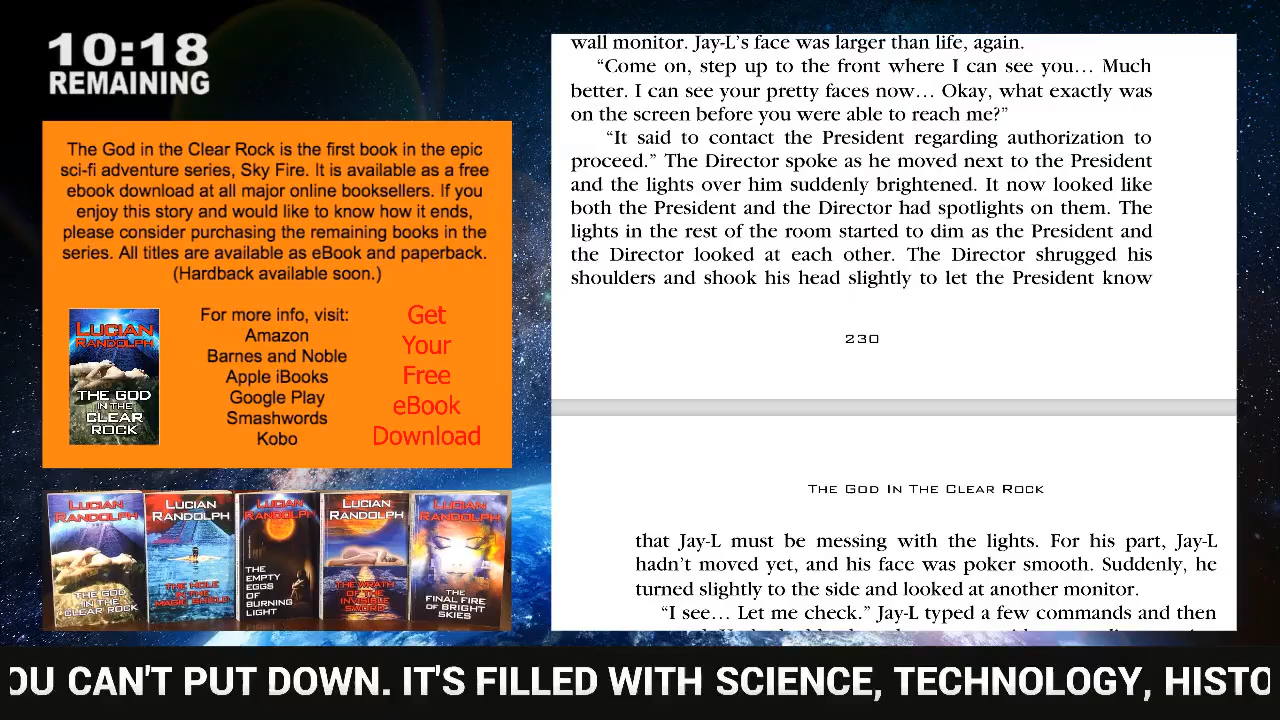 10:18
REMAINING
The God in the Clear Rock is the first book in the epic
sci-fi adventure series, Sky Fire. It is available as a free
ebook download at all major online booksellers. If you
enjoy this story and would like to know how it ends,
please consider purchasing the remaining books in the
series. All titles are available as eBook and paperback.
(Hardback available soon.)
LUCIAN
RANDOLPH
THE GOD
IN THE
CLEAR
ROCK
For more info, visit:
Amazon
Barnes and Noble
Apple iBooks
Google Play
Smashwords
Kobo
Get
Your
Free
eBook
Download
LUCIAN
RANDOLPH
THE GOD
IN THE
CLEAR ROCK
LUCIAN
RANDOLPH
THE HOLE
IN THE
MAGIC SHIELD
LUCIAN
RANDOLPH
THE
EMPTY
EGGS
OF
BURNING
LIGHT
LUCIAN
RANDOLPH
THE WRATH
OF THE
INVISIBLE
SWORD
LUCIAN
RANDOLPH
THE
FINAL FIRE
OF BRIGHT
SKIES
wall monitor. Jay-L's face was larger than life, again.
“Come on, step up to the front where I can see you… Much
better. I can see your pretty faces now… Okay, what exactly was
on the screen before you were able to reach me?”
“It said to contact the President regarding authorization to
proceed.” The Director spoke as he moved next to the President
and the lights over him suddenly brightened. It now looked like
both the President and the Director had spotlights on them. The
lights in the rest of the room started to dim as the President and
the Director looked at each other. The Director shrugged his
shoulders and shook his head slightly to let the President know
230
THE GOD IN THE CLEAR ROCK
that Jay-L must be messing with the lights. For his part, Jay-L
hadn't moved yet, and his face was poker smooth. Suddenly, he
turned slightly to the side and looked at another monitor.
“I see… Let me check.” Jay-L typed a few commands and then
OU CAN'T PUT DOWN. IT'S FILLED WITH SCIENCE, TECHNOLOGY, HISTO